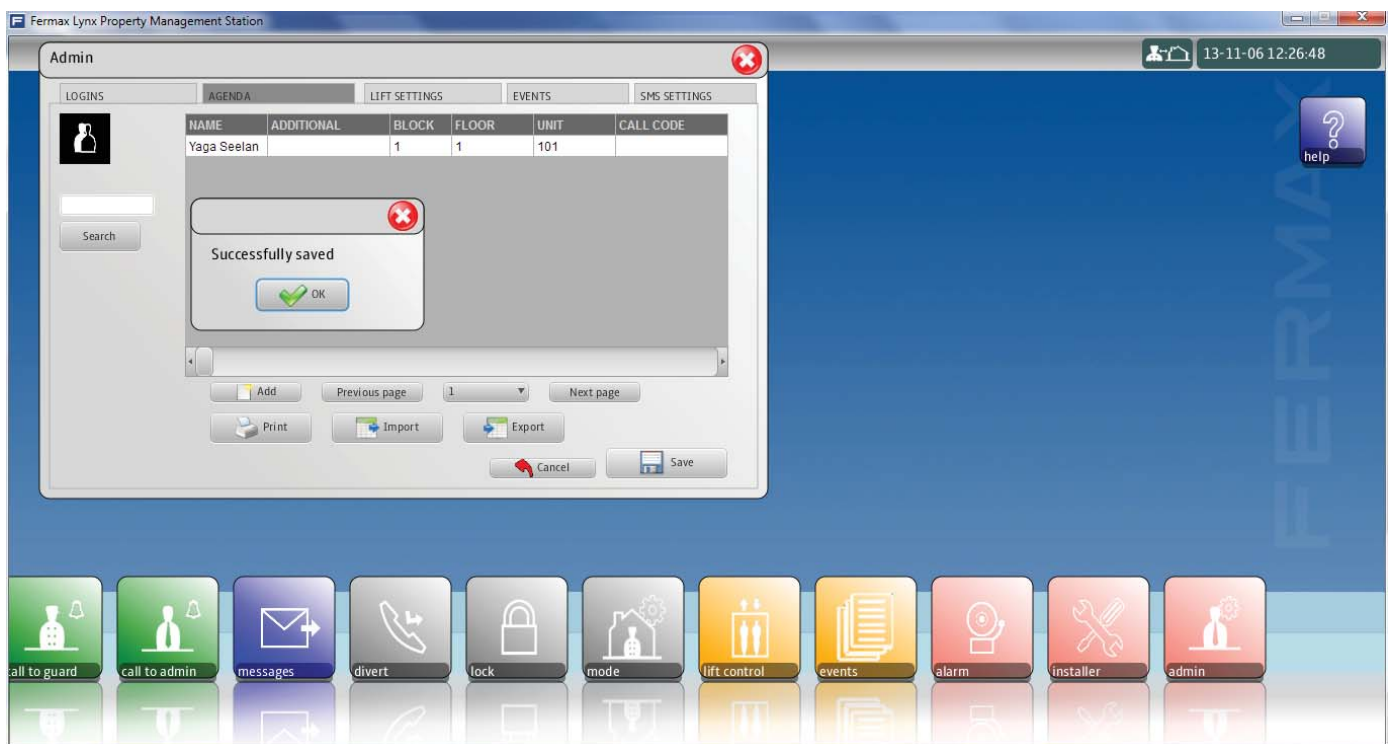 Fermax Lynx Property Management Station
Admin
13-11-06 12:26:48
LOGINS AGENDA LIFT SETTINGS EVENTS SMS SETTINGS
NAME ADDITIONAL BLOCK FLOOR UNIT CALL CODE
Yaga Seelan 1 1 101
help
Search
Successfully saved
OK
Add Previous page 1 Next page
Print Import Export
Cancel Save
FERMAX
call to guard call to admin messages divert lock mode lift control events alarm installer admin